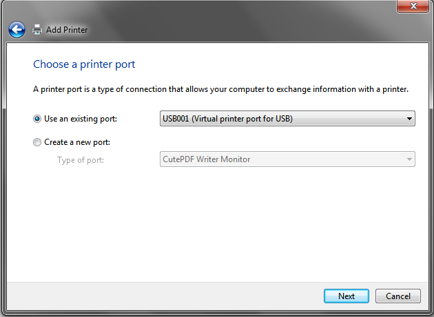 Add Printer
Choose a printer port
A printer port is a type of connection that allows your computer to exchange information with a printer.
Use an existing port: USB001 (Virtual printer port for USB)
Create a new port:
Type of port: CutePDF Writer Monitor
Next Cancel